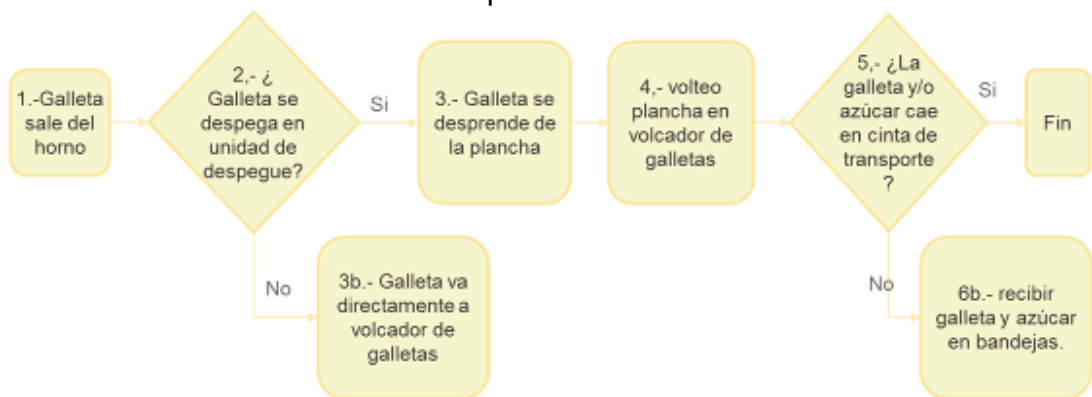 1.-Galleta
sale del
horno
2,- ¿
Galleta se
despega en
unidad de
despegue?
Si
3.- Galleta se
desprende de
la plancha
4,- volteo
plancha en
volcador de
galletas
5,- ¿La
galleta y/o
azúcar cae
en cinta de
transporte
?
Si
Fin
No
3b.- Galleta va
directamente a
volcador de
galletas
No
6b.- recibir
galleta y azúcar
en bandejas.